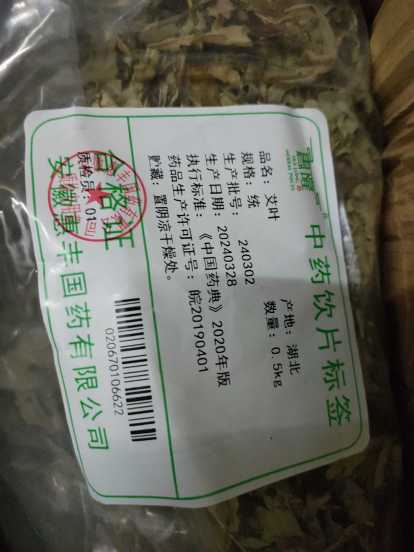 中药饮片标签
品名: 艾叶
产地: 湖北
规格: 统
数量: 0.5kg
生产批号: 240302
生产日期: 20240328
执行标准: 《中国药典》2020年版
药品生产许可证号: 皖20190401
贮藏: 置阴凉干燥处。
合格证
质检员 01
020670106622
安徽惠丰国药有限公司